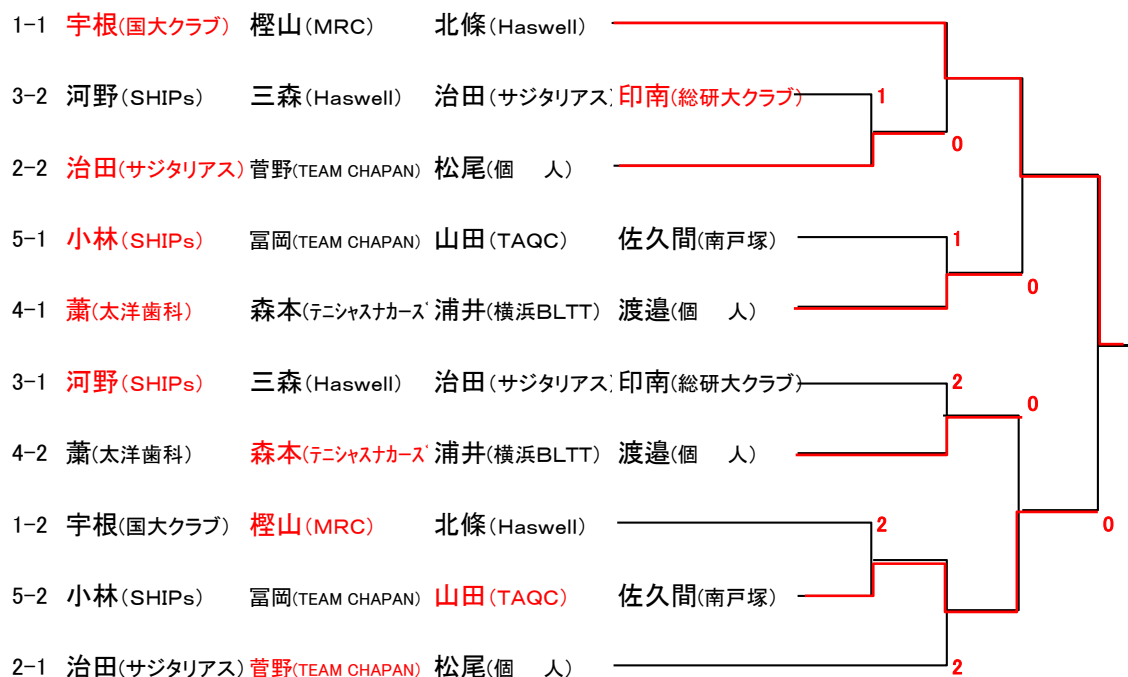 1-1 宇根(国大クラブ) 樫山(MRC) 北條(Haswell)
3-2 河野(SHIPs) 三森(Haswell) 治田(サジタリアス) 印南(総研大クラブ) 1
0
2-2 治田(サジタリアス) 菅野(TEAM CHAPAN) 松尾(個 人)
5-1 小林(SHIPs) 冨岡(TEAM CHAPAN) 山田(TAQC) 佐久間(南戸塚) 1
0
4-1 蕭(太洋歯科) 森本(テニシャスナカーズ 浦井(横浜BLTT) 渡邉(個 人)
3-1 河野(SHIPs) 三森(Haswell) 治田(サジタリアス) 印南(総研大クラブ) 2
0
4-2 蕭(太洋歯科) 森本(テニシャスナカーズ 浦井(横浜BLTT) 渡邉(個 人)
1-2 宇根(国大クラブ) 樫山(MRC) 北條(Haswell) 2 0
5-2 小林(SHIPs) 冨岡(TEAM CHAPAN) 山田(TAQC) 佐久間(南戸塚)
2-1 治田(サジタリアス) 菅野(TEAM CHAPAN) 松尾(個 人) 2